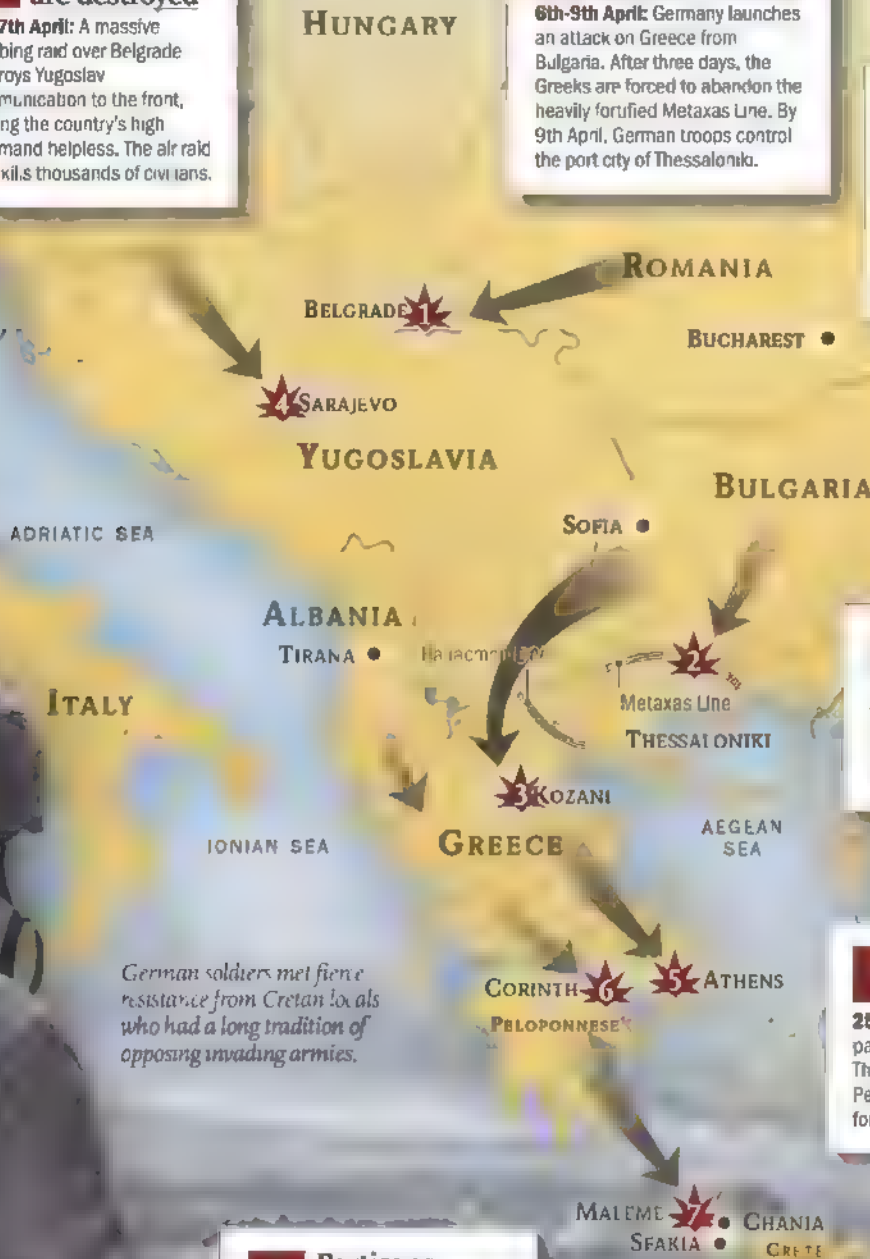 are destroyed
7th April: A massive
bing raid over Belgrade
roys Yugoslav
munication to the front,
ng the country's high
mand helpless. The air raid
kills thousands of civilians.
HUNGARY
6th-9th April: Germany launches
an attack on Greece from
Bulgaria. After three days, the
Greeks are forced to abandon the
heavily fortified Metaxas Line. By
9th April, German troops control
the port city of Thessaloniki.
ROMANIA
BELGRADE 1
BUCHAREST
4 SARAJEVO
YUGOSLAVIA
BULGARIA
SOFIA
ADRIATIC SEA
ALBANIA
TIRANA
2
ITALY
Metaxas Line
THESSALONIKI
3 KOZANI
GREECE
AEGEAN
SEA
IONIAN SEA
German soldiers met fierce
resistance from Cretan locals
who had a long tradition of
opposing invading armies.
CORINTH 6
5 ATHENS
PELOPONNESE
25
pa
Th
Pe
fo
MALEME 7
CHANIA
SFAKIA
CRETE